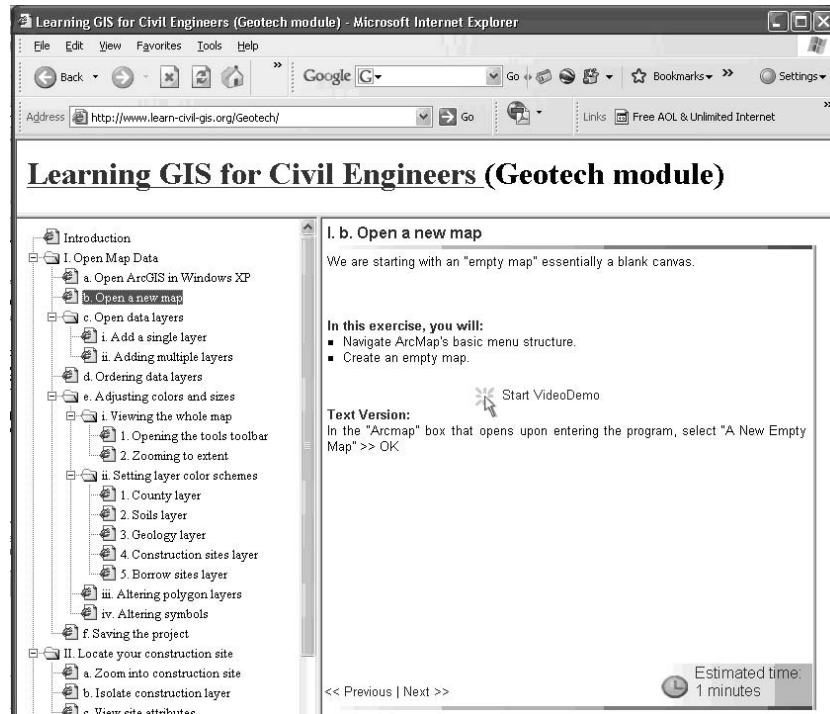 Learning GIS for Civil Engineers (Geotech module) - Microsoft Internet Explorer
File Edit View Favorites Tools Help
Back » Google G Go Bookmarks » Settings
Address http://www.learn-civil-gis.org/Geotech/ Go Links Free AOL & Unlimited Internet »
Learning GIS for Civil Engineers (Geotech module)
Introduction
I. Open Map Data
a. Open ArcGIS in Windows XP
b. Open a new map
c. Open data layers
i. Add a single layer
ii. Adding multiple layers
d. Ordering data layers
e. Adjusting colors and sizes
i. Viewing the whole map
1. Opening the tools toolbar
2. Zooming to extent
ii. Setting layer color schemes
1. County layer
2. Soils layer
3. Geology layer
4. Construction sites layer
5. Borrow sites layer
iii. Altering polygon layers
iv. Altering symbols
f. Saving the project
II. Locate your construction site
a. Zoom into construction site
b. Isolate construction layer
c. View site attributes
I. b. Open a new map
We are starting with an "empty map" essentially a blank canvas.
In this exercise, you will:
Navigate ArcMap's basic menu structure.
Create an empty map.
Start VideoDemo
Text Version:
In the "Arcmap" box that opens upon entering the program, select "A New Empty
Map" >> OK
<< Previous | Next >>
Estimated time:
1 minutes